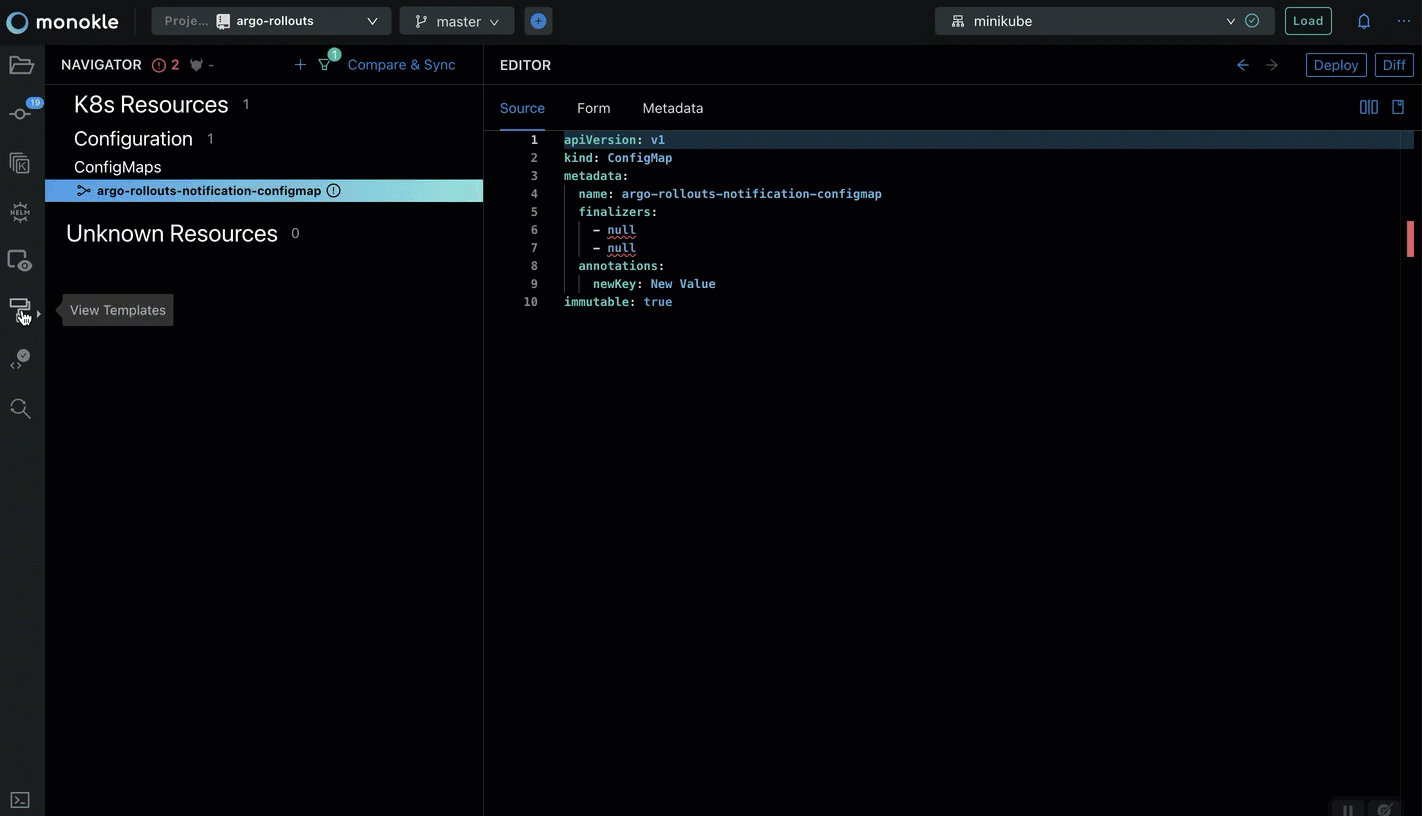 monokle Proje... argo-rollouts master minikube Load
NAVIGATOR 2 - 1 Compare & Sync
EDITOR Deploy Diff
19
K8s Resources 1
Configuration 1
ConfigMaps
argo-rollouts-notification-configmap
Unknown Resources 0
HELM
View Templates
Source Form Metadata
1 apiVersion: v1
2 kind: ConfigMap
3 metadata:
4 name: argo-rollouts-notification-configmap
5 finalizers:
6 - null
7 - null
8 annotations:
9 newKey: New Value
10 immutable: true